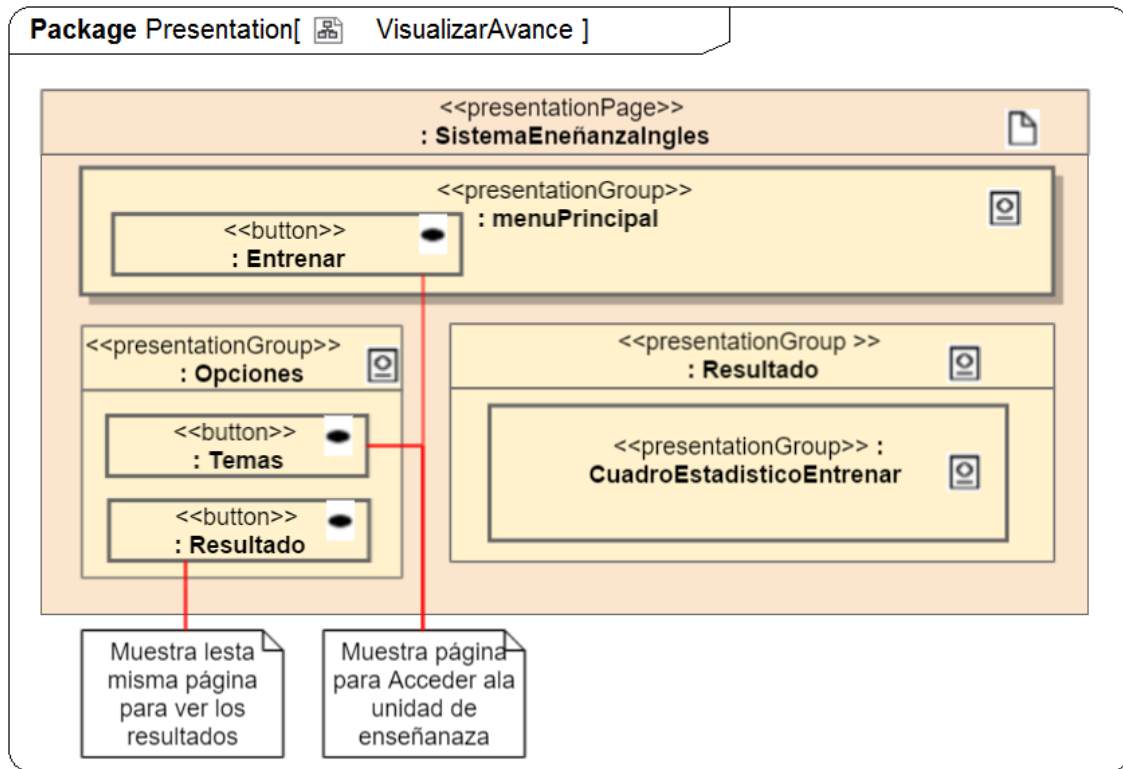 Package Presentation[ VisualizarAvance ]
<<presentationPage>>
: SistemaEneñanzaIngles
<<presentationGroup>>
: menuPrincipal
<<button>>
: Entrenar
<<presentationGroup>>
: Opciones
<<button>>
: Temas
<<button>>
: Resultado
<<presentationGroup >>
: Resultado
<<presentationGroup>> :
CuadroEstadisticoEntrenar
Muestra lesta
misma página
para ver los
resultados
Muestra página
para Acceder ala
unidad de
enseñanaza